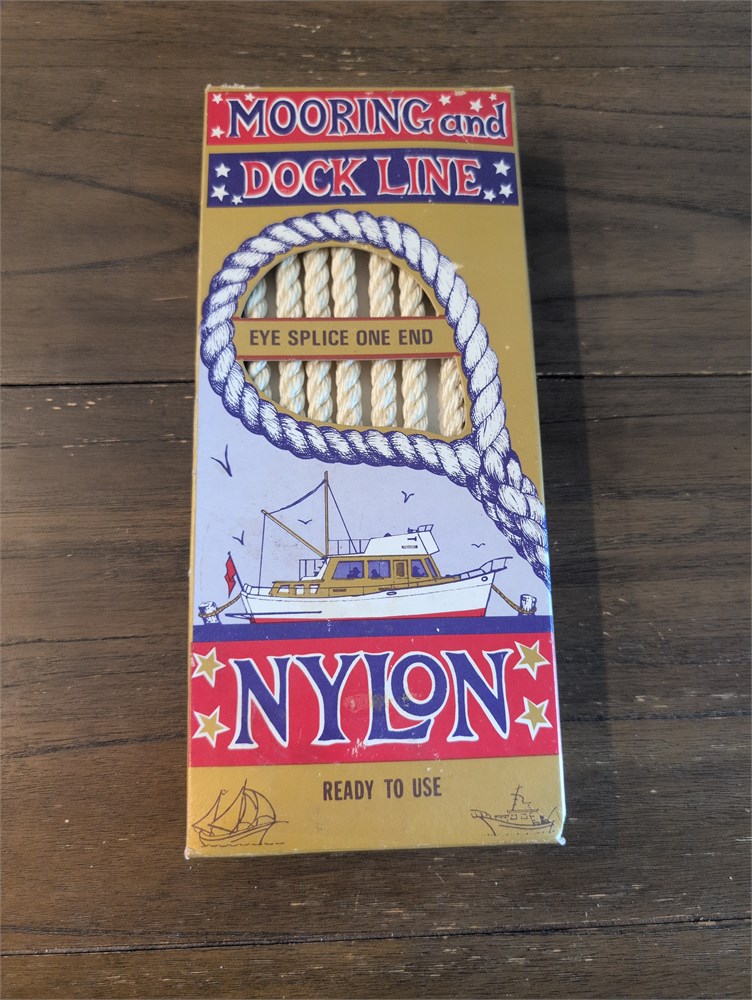 MOORING and
DOCK LINE
EYE SPLICE ONE END
NYLON
READY TO USE